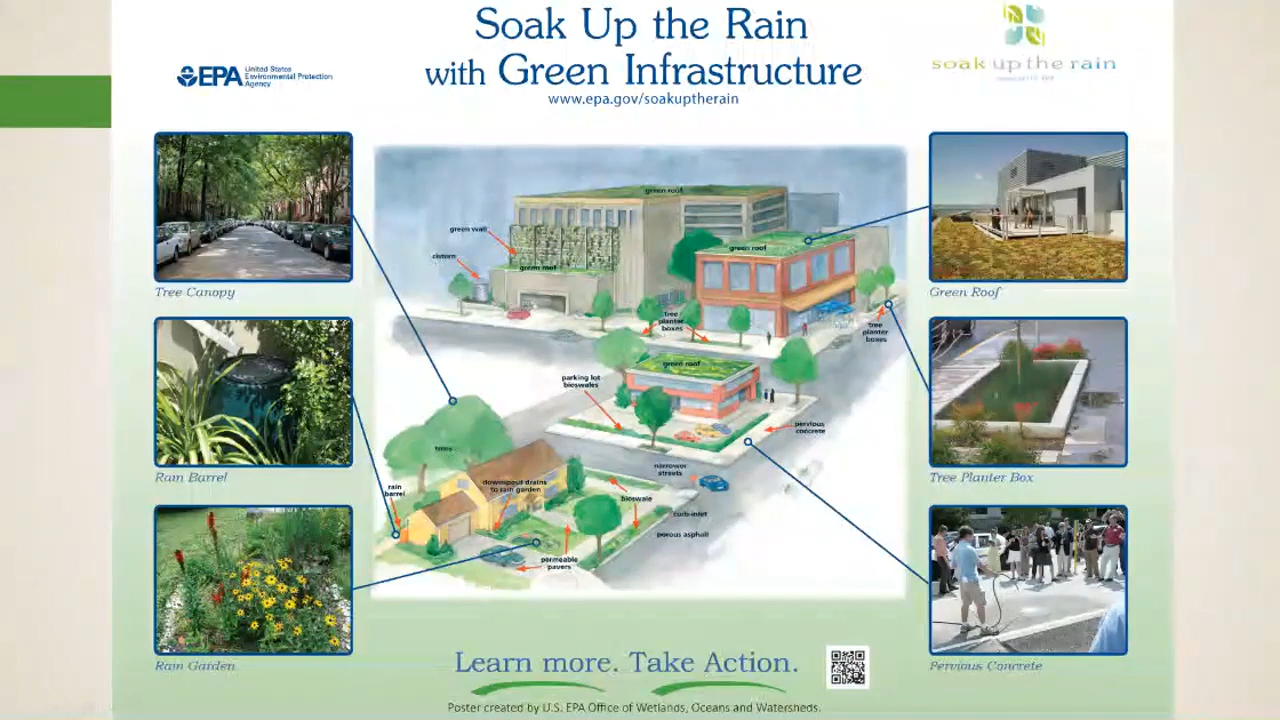 Soak Up the Rain
with Green Infrastructure
www.epa.gov/soakuptherain
EPA
United States
Environmental Protection
Agency
soak up the rain
Tree Canopy
Rain Barrel
Rain Garden
green roof
green wall
cistern
green roof
green roof
tree
planter
boxes
tree
planter
boxes
green roof
parking lot
bioswales
pervious
concrete
trees
narrower
streets
rain
barrel
downspout drains
to rain garden
bioswale
curb inlet
porous asphalt
permeable
pavers
Green Roof
Tree Planter Box
Pervious Concrete
Learn more. Take Action.
Poster created by U.S. EPA Office of Wetlands, Oceans and Watersheds.